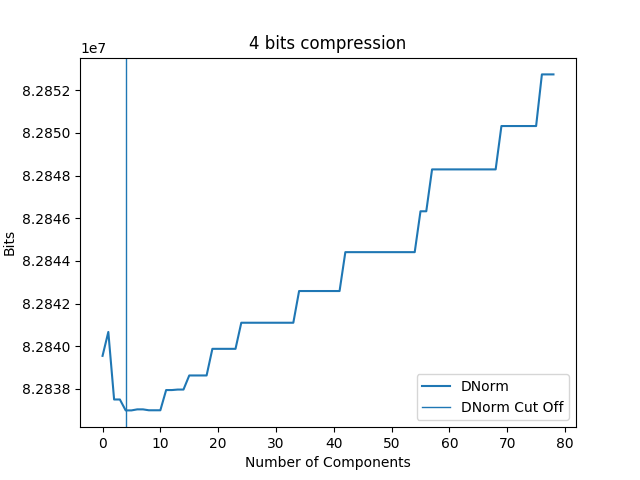 4 bits compression
1e7
8.2852
8.2850
8.2848
8.2846
8.2844
8.2842
8.2840
8.2838
Bits
0 10 20 30 40 50 60 70 80
Number of Components
DNorm
DNorm Cut Off